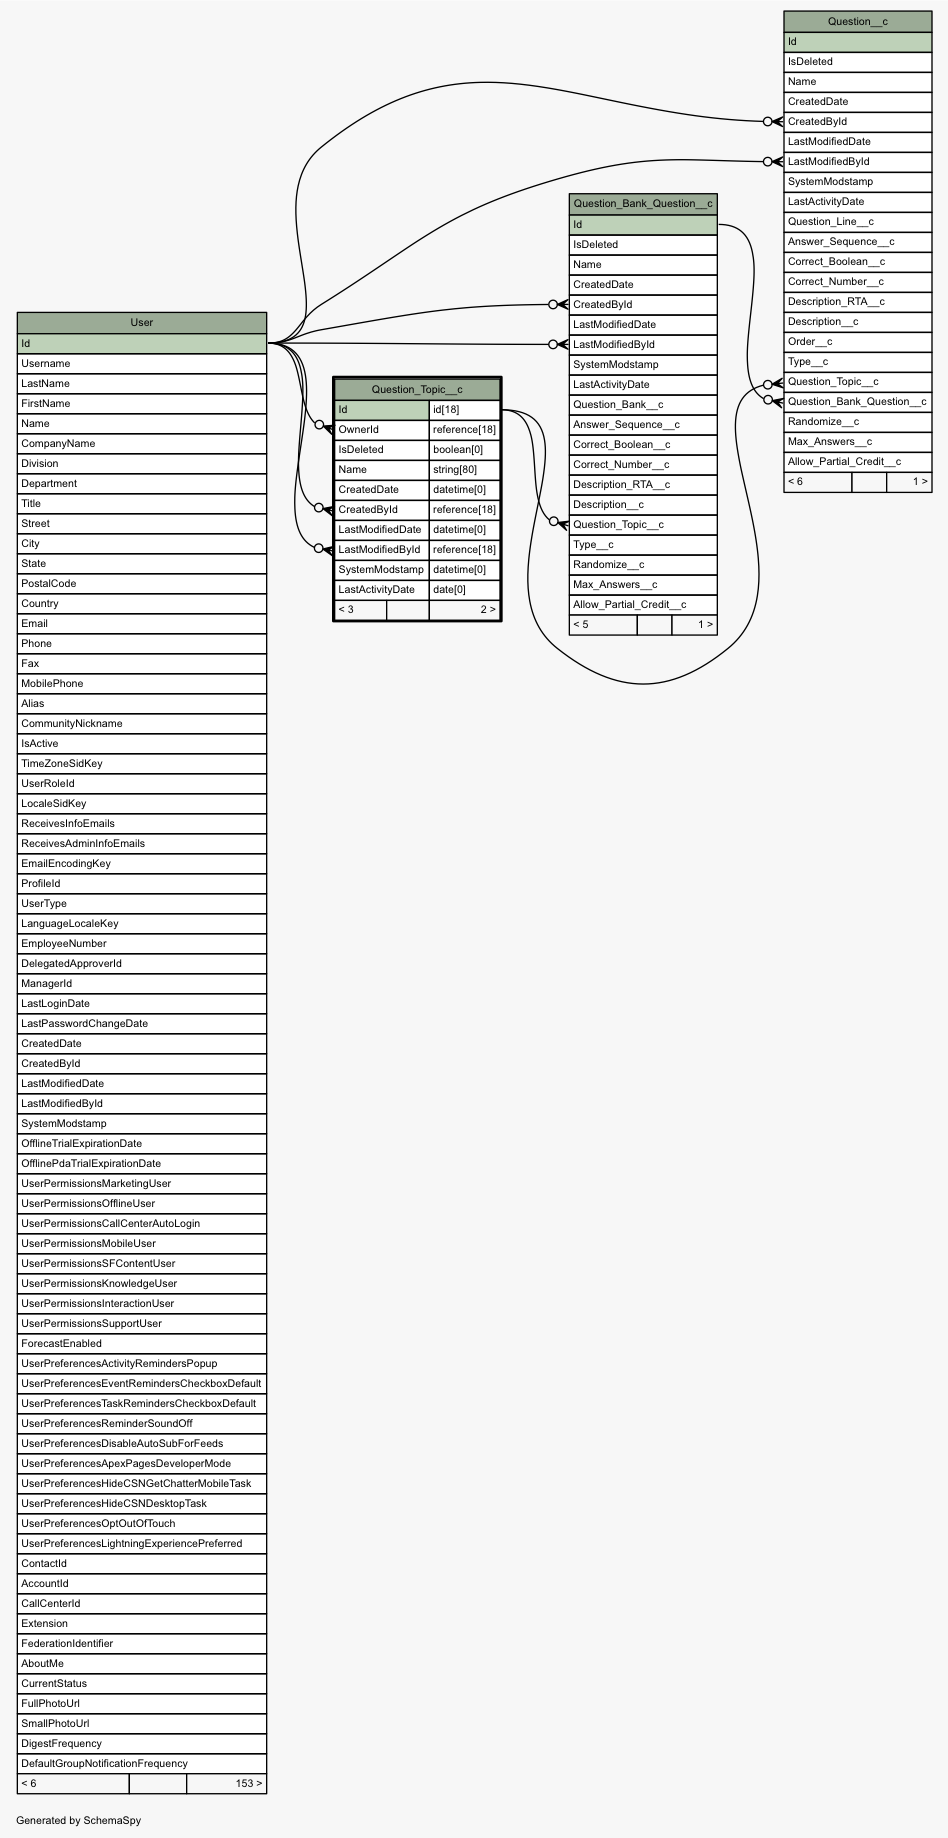 Question__c
Id
IsDeleted
Name
CreatedDate
CreatedById
LastModifiedDate
LastModifiedById
SystemModstamp
LastActivityDate
Question_Line__c
Answer_Sequence__c
Correct_Boolean__c
Correct_Number__c
Description_RTA__c
Description__c
Order__c
Type__c
Question_Topic__c
Question_Bank_Question__c
Randomize__c
Max_Answers__c
Allow_Partial_Credit__c
< 6 1 >
Question_Bank_Question__c
Id
IsDeleted
Name
CreatedDate
CreatedById
LastModifiedDate
LastModifiedById
SystemModstamp
LastActivityDate
Question_Bank__c
Answer_Sequence__c
Correct_Boolean__c
Correct_Number__c
Description_RTA__c
Description__c
Question_Topic__c
Type__c
Randomize__c
Max_Answers__c
Allow_Partial_Credit__c
< 5 1 >
Question_Topic__c
Id id[18]
OwnerId reference[18]
IsDeleted boolean[0]
Name string[80]
CreatedDate datetime[0]
CreatedById reference[18]
LastModifiedDate datetime[0]
LastModifiedById reference[18]
SystemModstamp datetime[0]
LastActivityDate date[0]
< 3 2 >
User
Id
Username
LastName
FirstName
Name
CompanyName
Division
Department
Title
Street
City
State
PostalCode
Country
Email
Phone
Fax
MobilePhone
Alias
CommunityNickname
IsActive
TimeZoneSidKey
UserRoleId
LocaleSidKey
ReceivesInfoEmails
ReceivesAdminInfoEmails
EmailEncodingKey
ProfileId
UserType
LanguageLocaleKey
EmployeeNumber
DelegatedApproverId
ManagerId
LastLoginDate
LastPasswordChangeDate
CreatedDate
CreatedById
LastModifiedDate
LastModifiedById
SystemModstamp
OfflineTrialExpirationDate
OfflinePdaTrialExpirationDate
UserPermissionsMarketingUser
UserPermissionsOfflineUser
UserPermissionsCallCenterAutoLogin
UserPermissionsMobileUser
UserPermissionsSFContentUser
UserPermissionsKnowledgeUser
UserPermissionsInteractionUser
UserPermissionsSupportUser
ForecastEnabled
UserPreferencesActivityRemindersPopup
UserPreferencesEventRemindersCheckboxDefault
UserPreferencesTaskRemindersCheckboxDefault
UserPreferencesReminderSoundOff
UserPreferencesDisableAutoSubForFeeds
UserPreferencesApexPagesDeveloperMode
UserPreferencesHideCSNGetChatterMobileTask
UserPreferencesHideCSNDesktopTask
UserPreferencesOptOutOfTouch
UserPreferencesLightningExperiencePreferred
ContactId
AccountId
CallCenterId
Extension
FederationIdentifier
AboutMe
CurrentStatus
FullPhotoUrl
SmallPhotoUrl
DigestFrequency
DefaultGroupNotificationFrequency
< 6 153 >
Generated by SchemaSpy